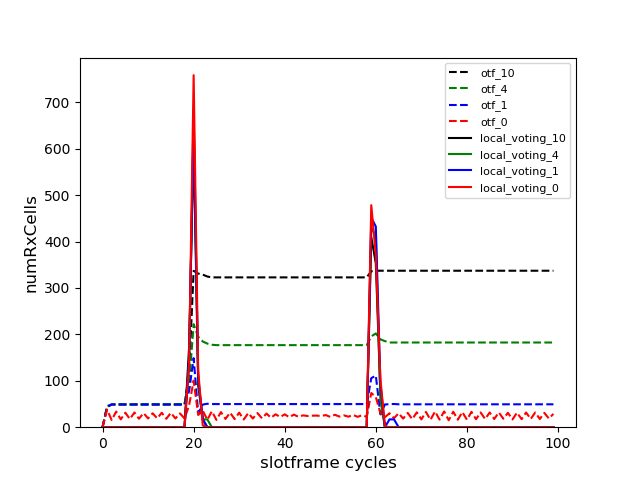 otf_10
otf_4
otf_1
otf_0
local_voting_10
local_voting_4
local_voting_1
local_voting_0
700
600
500
400
300
200
100
0
numRxCells
0 20 40 60 80 100
slotframe cycles